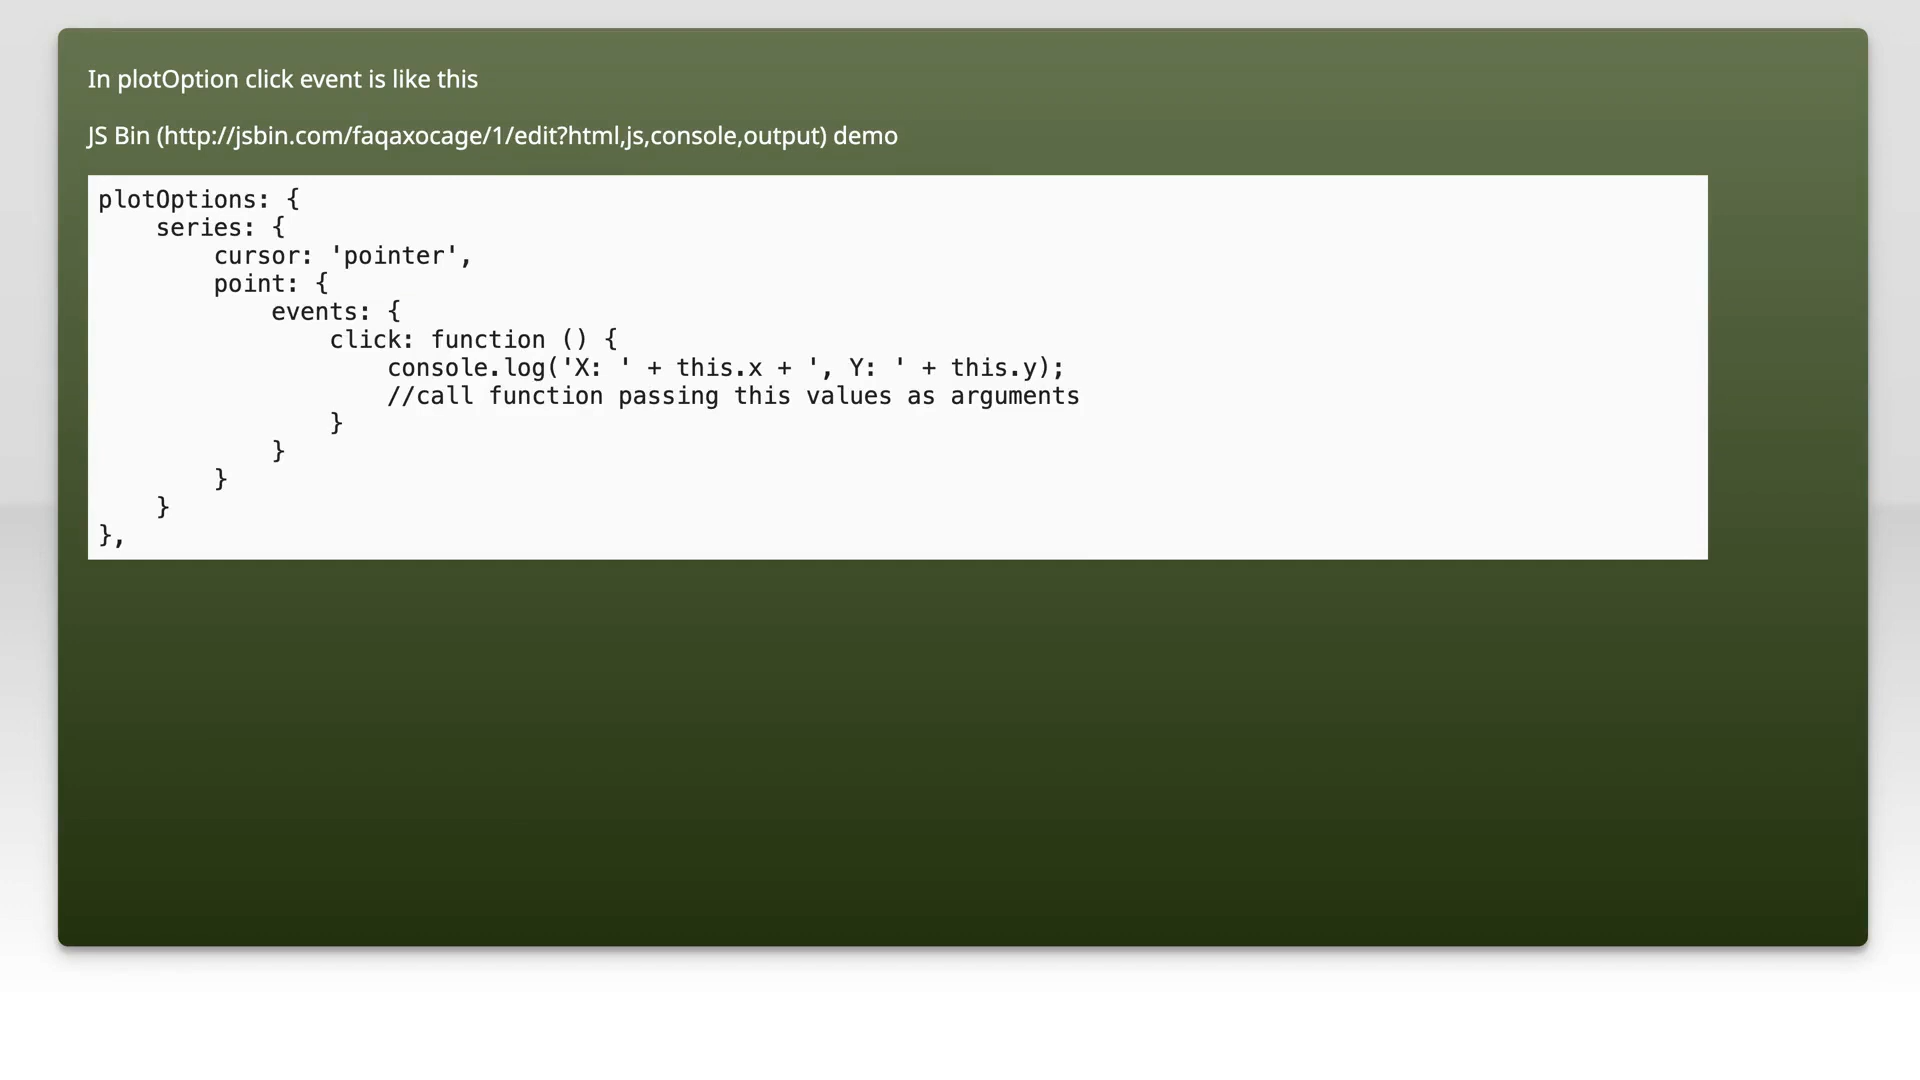 In plotOption click event is like this
JS Bin (http://jsbin.com/faqaxocage/1/edit?html,js,console,output) demo
plotOptions: {
    series: {
        cursor: 'pointer',
        point: {
            events: {
                click: function () {
                    console.log('X: ' + this.x + ', Y: ' + this.y);
                    //call function passing this values as arguments
                }
            }
        }
    }
},